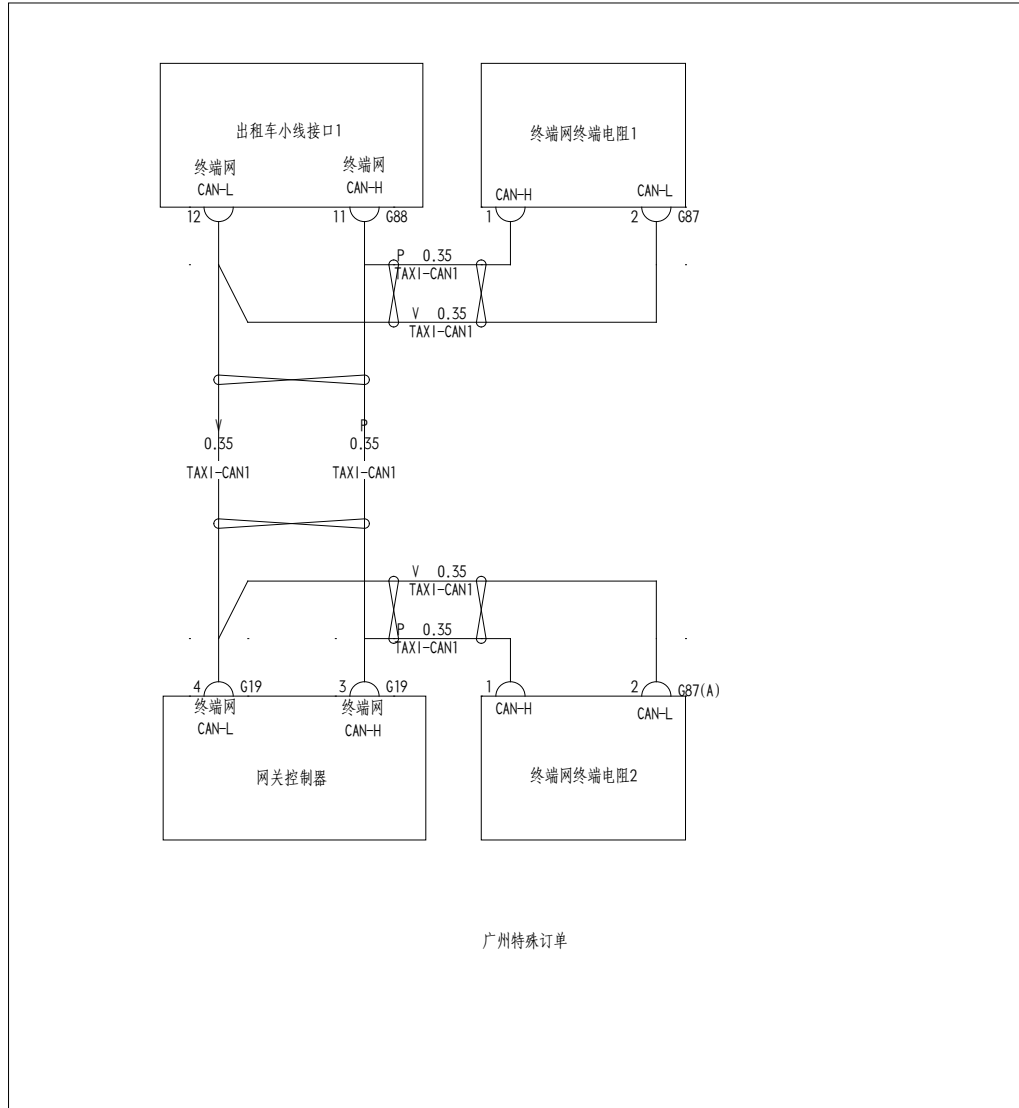 出租车小线接口1
终端网终端电阻1
终端网
CAN-L
终端网
CAN-H
CAN-H
CAN-L
12
11
G88
1
2
G87
P 0.35
TAXI-CAN1
V 0.35
TAXI-CAN1
V
0.35
TAXI-CAN1
P
0.35
TAXI-CAN1
V 0.35
TAXI-CAN1
P 0.35
TAXI-CAN1
4
G19
3
G19
1
2
G87(A)
终端网
CAN-L
终端网
CAN-H
CAN-H
CAN-L
网关控制器
终端网终端电阻2
广州特殊订单